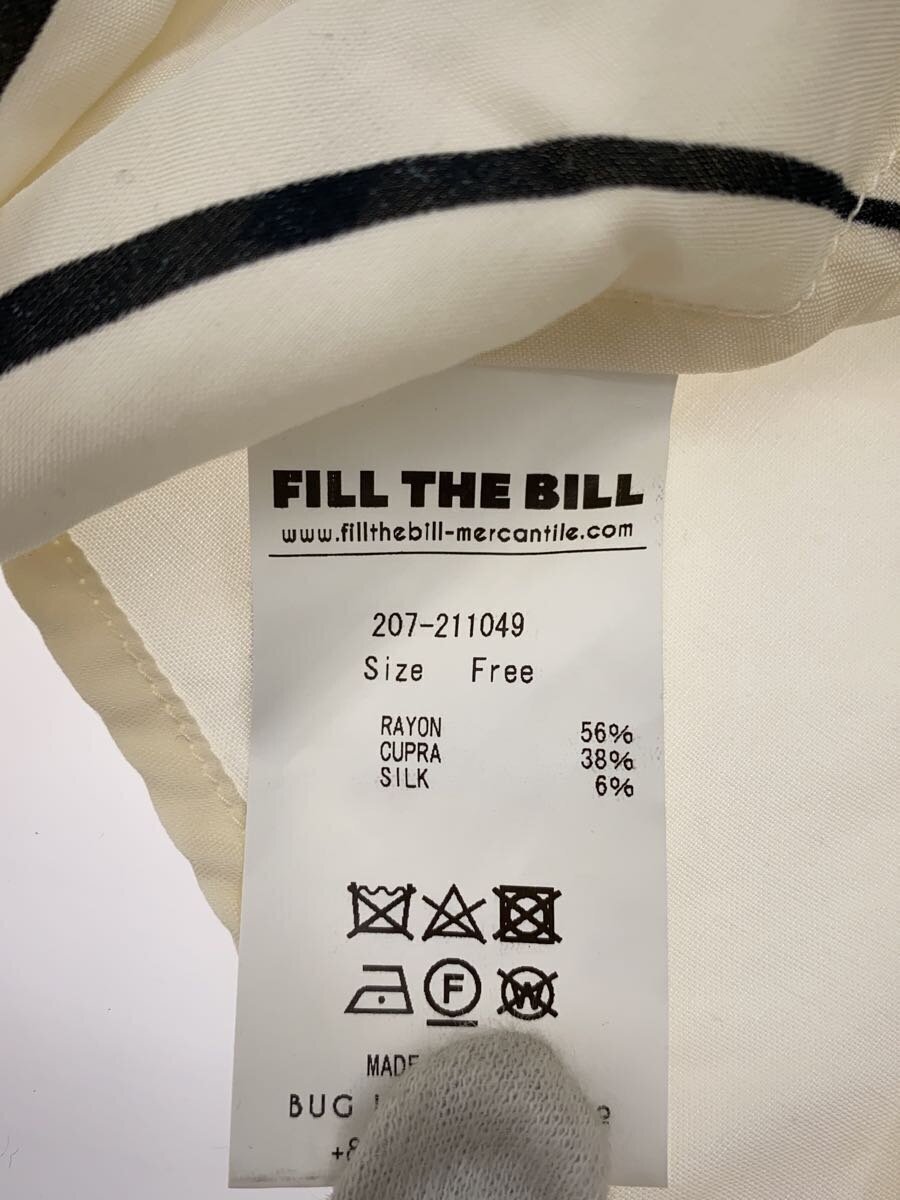 FILL THE BILL
www.fillthebill-mercantile.com
207-211049
Size Free
RAYON 56%
CUPRA 38%
SILK 6%
F
W
MADE
BUG